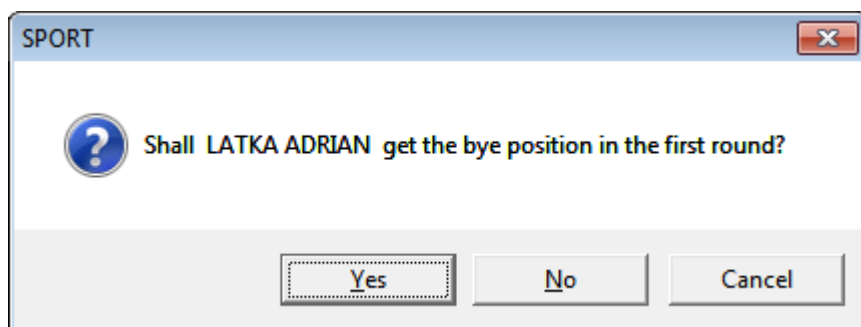 SPORT
Shall LATKA ADRIAN get the bye position in the first round?
Yes No Cancel